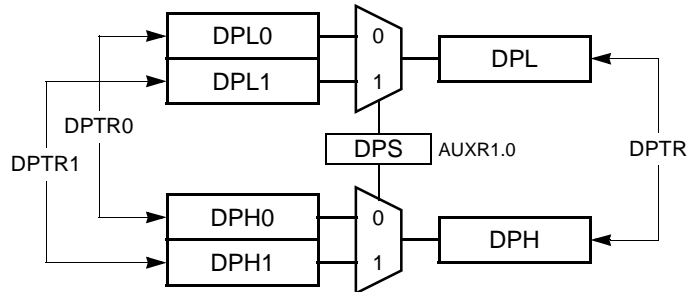 DPL0
0
DPL
DPL1
1
DPTR0
DPTR1
DPS
AUXR1.0
DPTR
DPH0
0
DPH
DPH1
1